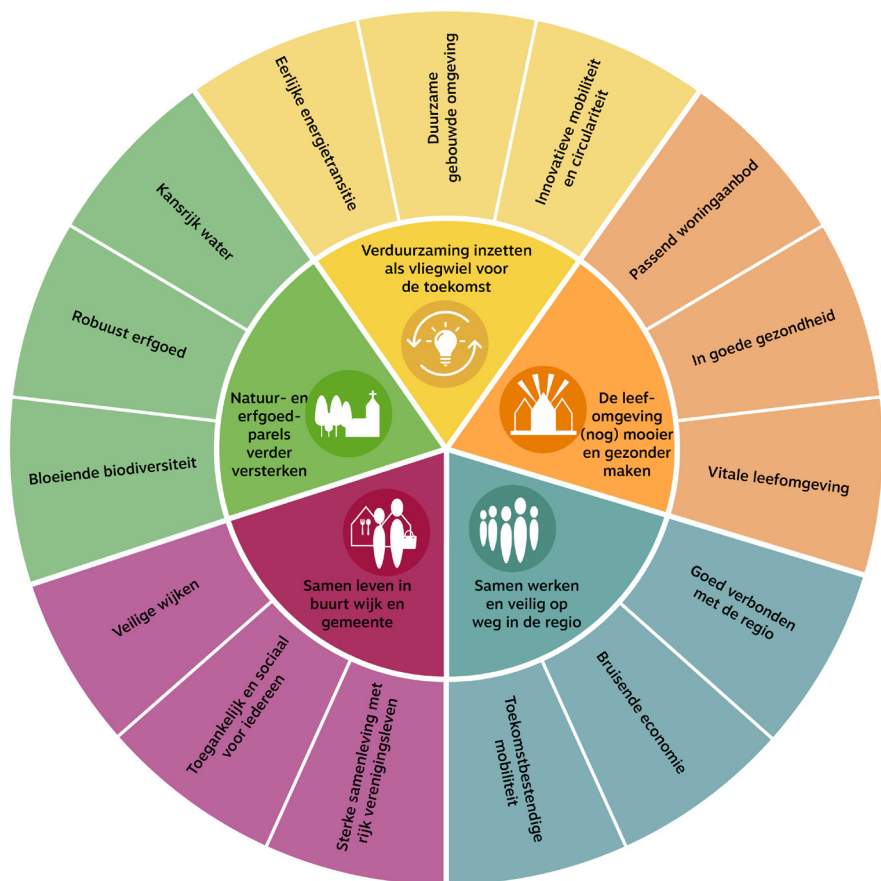 Eerlijke energietransitie
Duurzame
gebouwde omgeving
Innovatieve mobiliteit
en circulariteit
Verduurzaming inzetten
als vliegwiel voor
de toekomst
Passend woningaanbod
In goede gezondheid
Vitale leefomgeving
De leef-
omgeving
(nog) mooier
en gezonder
maken
Goed verbonden
met de regio
Bruisende economie
Toekomstbestendige
mobiliteit
Samen werken
en veilig op
weg in de regio
Sterke samenleving met
rijk verenigingsleven
Toegankelijk en sociaal
voor iedereen
Veilige wijken
Samen leven in
buurt wijk en
gemeente
Bloeiende biodiversiteit
Robuust erfgoed
Kansrijk water
Natuur- en
erfgoed-
parels
verder
versterken